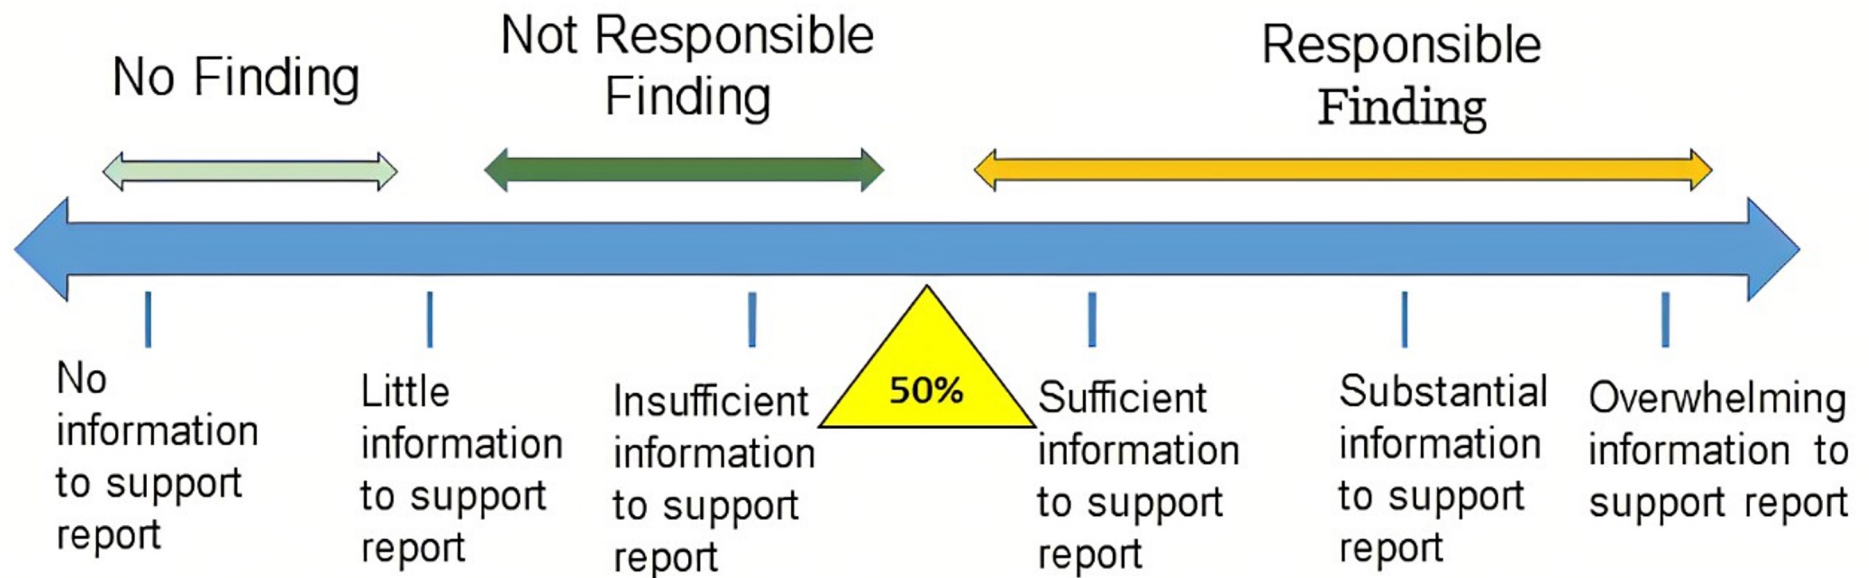 No Finding
Not Responsible
Finding
Responsible
Finding
50%
No
information
to support
report
Little
information
to support
report
Insufficient
information
to support
report
Sufficient
information
to support
report
Substantial
information
to support
report
Overwhelming
information to
support report